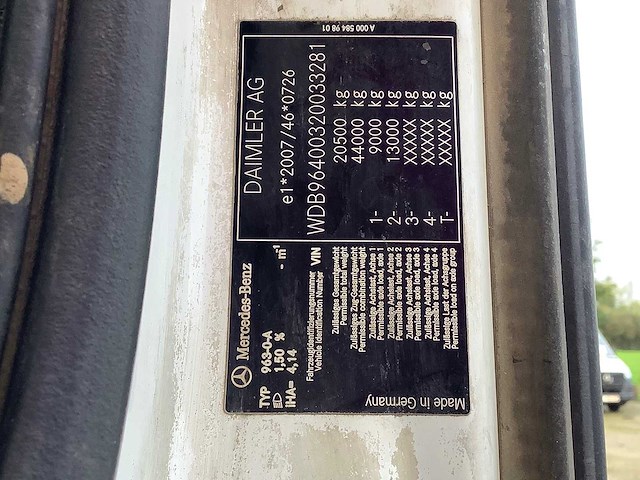 Mercedes-Benz
TYP 963-0-A
1,50 %
iHA= 4,14
- m⁻¹
DAIMLER AG
e1*2007/46*0726
Fahrzeugidentifizierungsnummer
Vehicle Identification Number VIN WDB96400320033281
Zulässiges Gesamtgewicht
Permissible total weight 20500 kg
Zulässiges Zug-Gesamtgewicht
Permissible combination weight 44000 kg
Zulässige Achslast, Achse 1
Permissible axle load, axle 1 1- 9000 kg
Zulässige Achslast, Achse 2
Permissible axle load, axle 2 2- 13000 kg
Zulässige Achslast, Achse 3
Permissible axle load, axle 3 3- XXXXX kg
Zulässige Achslast, Achse 4
Permissible axle load, axle 4 4- XXXXX kg
Zulässige Last der Achsgruppe
Permissible load on axle group T- XXXXX kg
Made in Germany
A 000 584 98 01